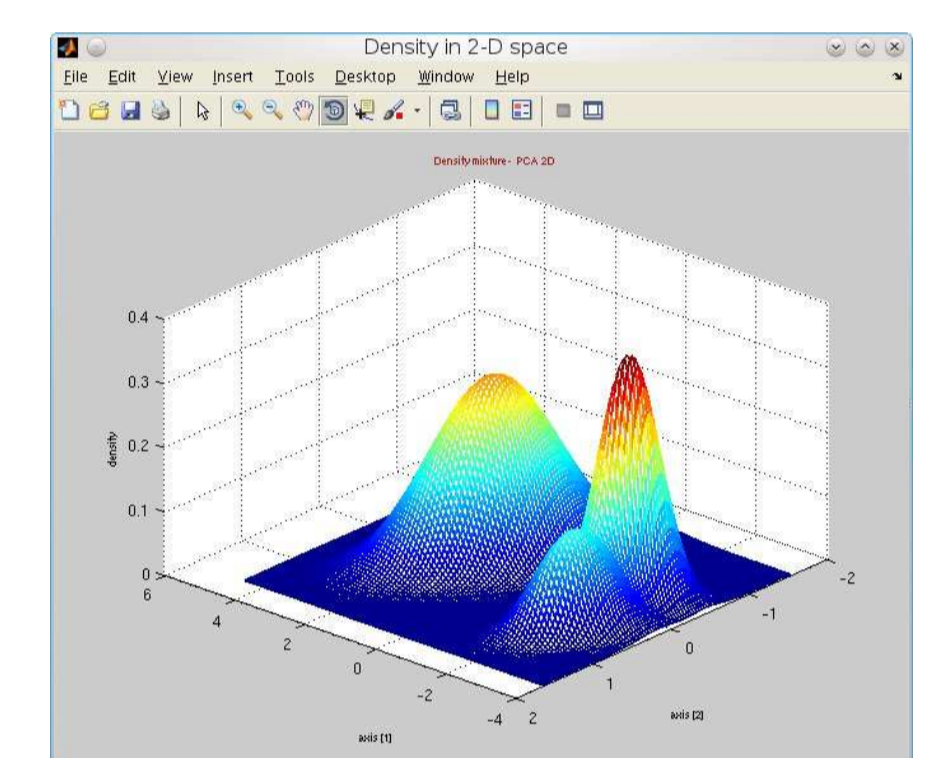 Density in 2-D space
File Edit View Insert Tools Desktop Window Help
Density mixture - PCA 2D
0.4
0.3
0.2
0.1
0
density
6
4
2
0
-2
-4
axis [1]
2
1
0
-1
-2
axis [2]